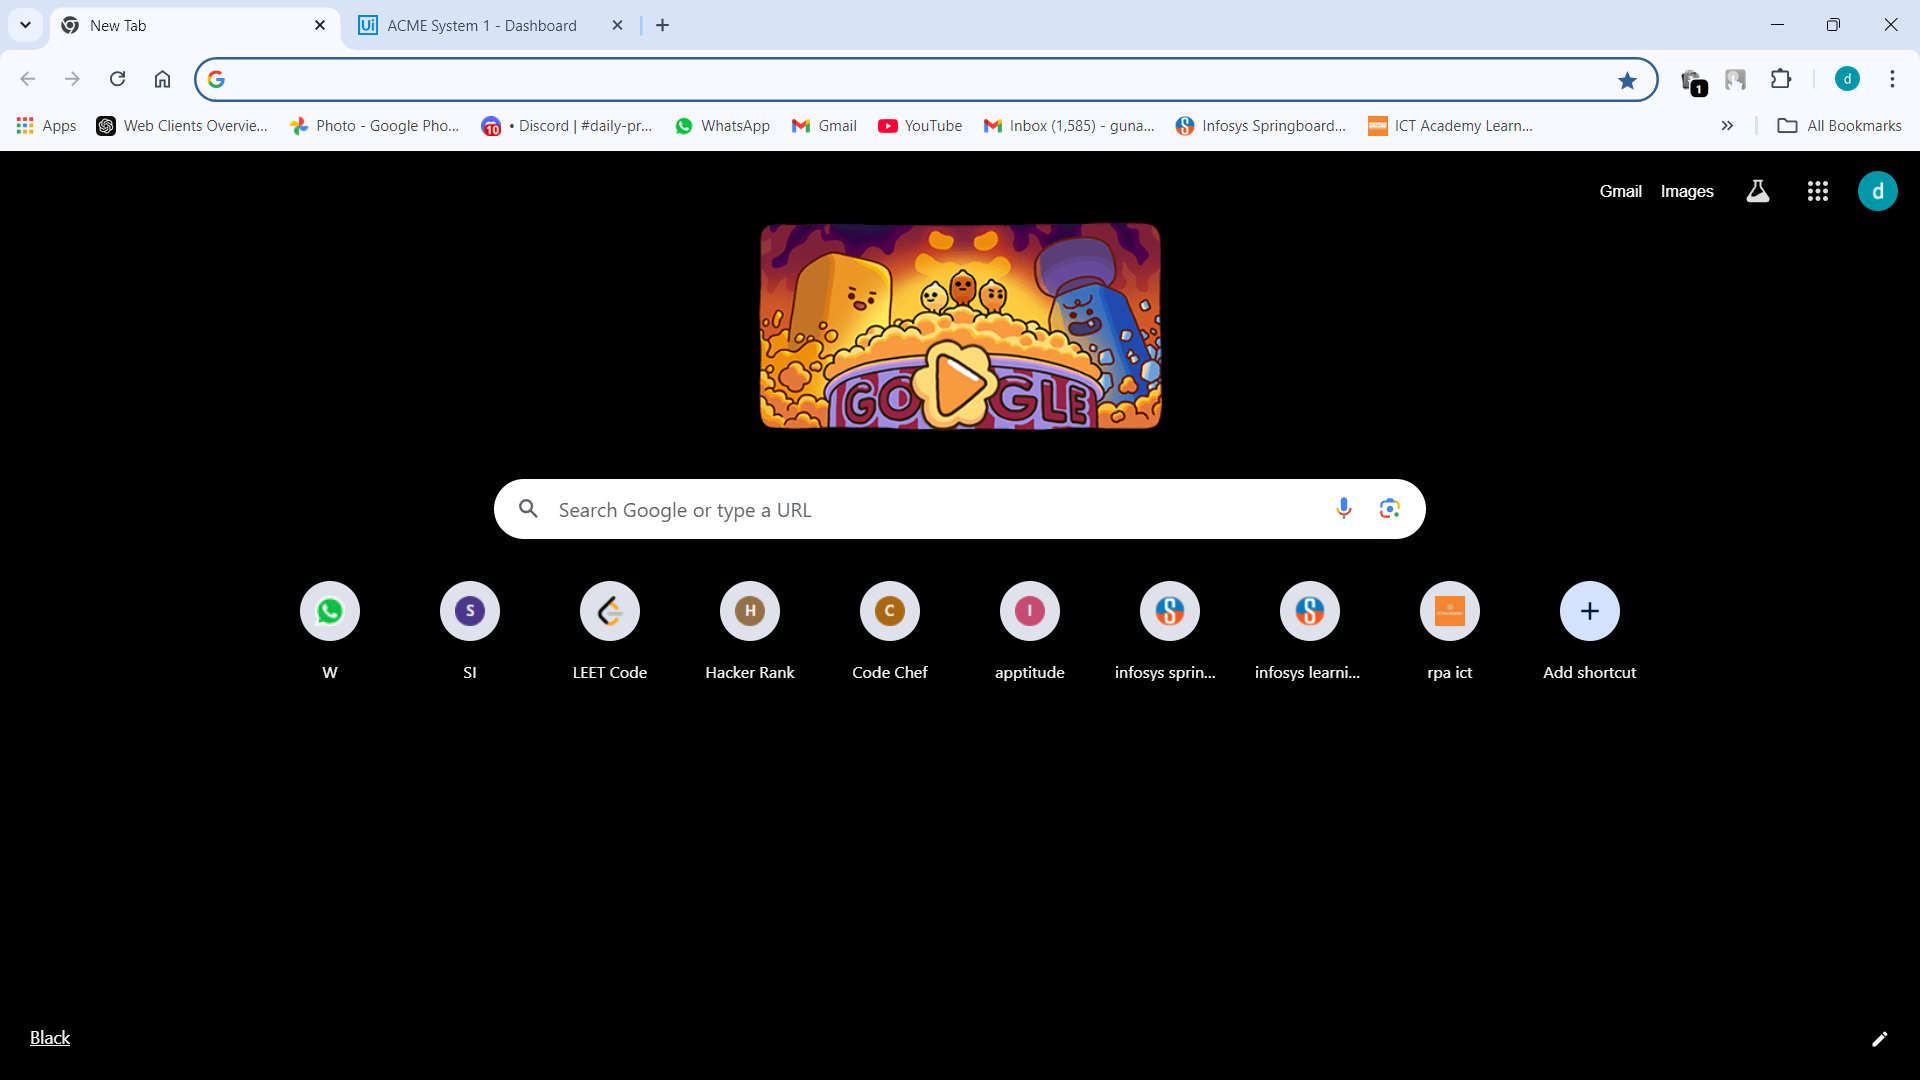 New Tab
Ui ACME System 1 - Dashboard
1
d
Apps
Web Clients Overvie...
Photo - Google Pho...
10 • Discord | #daily-pr...
WhatsApp
Gmail
YouTube
Inbox (1,585) - guna...
Infosys Springboard...
ICT Academy Learn...
All Bookmarks
Gmail
Images
d
GOOGLE
Search Google or type a URL
W
S
SI
LEET Code
H
Hacker Rank
C
Code Chef
I
apptitude
infosys sprin...
infosys learni...
rpa ict
Add shortcut
Black